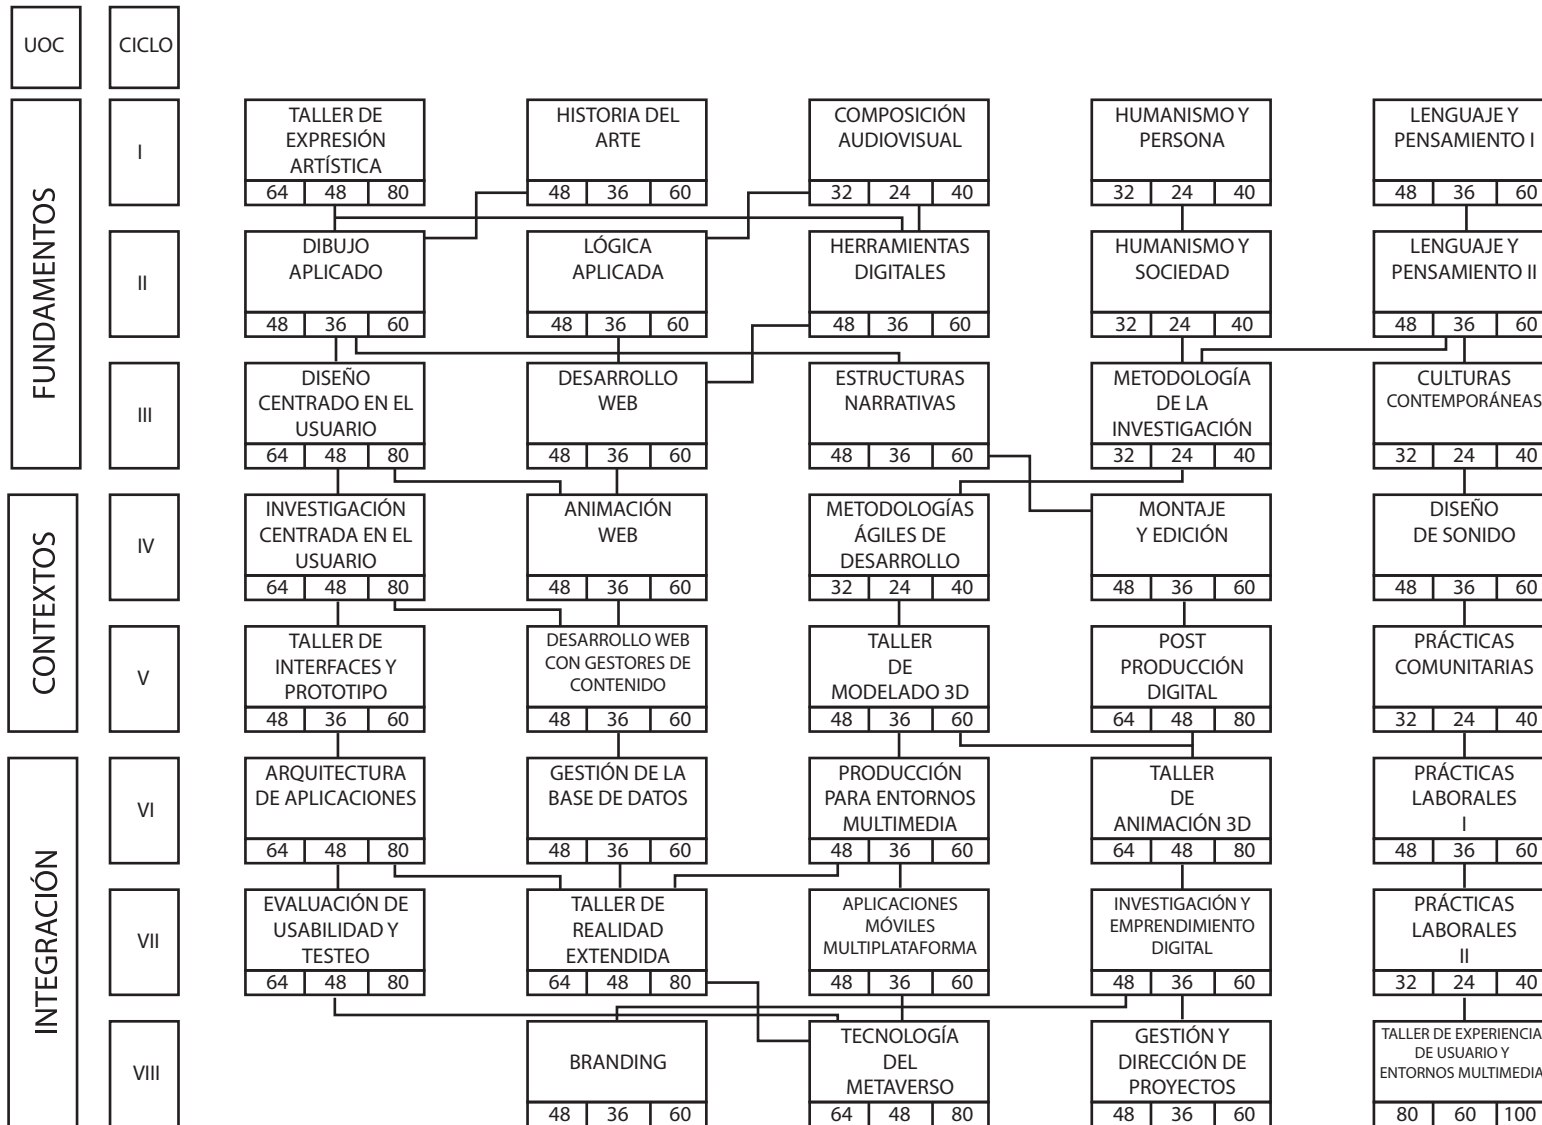 UOC
CICLO
FUNDAMENTOS
I
TALLER DE
EXPRESIÓN
ARTÍSTICA
64 48 80
HISTORIA DEL
ARTE
48 36 60
COMPOSICIÓN
AUDIOVISUAL
32 24 40
HUMANISMO Y
PERSONA
32 24 40
LENGUAJE Y
PENSAMIENTO I
48 36 60
II
DIBUJO
APLICADO
48 36 60
LÓGICA
APLICADA
48 36 60
HERRAMIENTAS
DIGITALES
48 36 60
HUMANISMO Y
SOCIEDAD
32 24 40
LENGUAJE Y
PENSAMIENTO II
48 36 60
III
DISEÑO
CENTRADO EN EL
USUARIO
64 48 80
DESARROLLO
WEB
48 36 60
ESTRUCTURAS
NARRATIVAS
48 36 60
METODOLOGÍA
DE LA
INVESTIGACIÓN
32 24 40
CULTURAS
CONTEMPORÁNEAS
32 24 40
CONTEXTOS
IV
INVESTIGACIÓN
CENTRADA EN EL
USUARIO
64 48 80
ANIMACIÓN
WEB
48 36 60
METODOLOGÍAS
ÁGILES DE
DESARROLLO
32 24 40
MONTAJE
Y EDICIÓN
48 36 60
DISEÑO
DE SONIDO
48 36 60
V
TALLER DE
INTERFACES Y
PROTOTIPO
48 36 60
DESARROLLO WEB
CON GESTORES DE
CONTENIDO
48 36 60
TALLER
DE
MODELADO 3D
48 36 60
POST
PRODUCCIÓN
DIGITAL
64 48 80
PRÁCTICAS
COMUNITARIAS
32 24 40
INTEGRACIÓN
VI
ARQUITECTURA
DE APLICACIONES
64 48 80
GESTIÓN DE LA
BASE DE DATOS
48 36 60
PRODUCCIÓN
PARA ENTORNOS
MULTIMEDIA
48 36 60
TALLER
DE
ANIMACIÓN 3D
64 48 80
PRÁCTICAS
LABORALES
I
48 36 60
VII
EVALUACIÓN DE
USABILIDAD Y
TESTEO
64 48 80
TALLER DE
REALIDAD
EXTENDIDA
64 48 80
APLICACIONES
MÓVILES
MULTIPLATAFORMA
48 36 60
INVESTIGACIÓN Y
EMPRENDIMIENTO
DIGITAL
48 36 60
PRÁCTICAS
LABORALES
II
32 24 40
VIII
BRANDING
48 36 60
TECNOLOGÍA
DEL
METAVERSO
64 48 80
GESTIÓN Y
DIRECCIÓN DE
PROYECTOS
48 36 60
TALLER DE EXPERIENCIA
DE USUARIO Y
ENTORNOS MULTIMEDIA
80 60 100